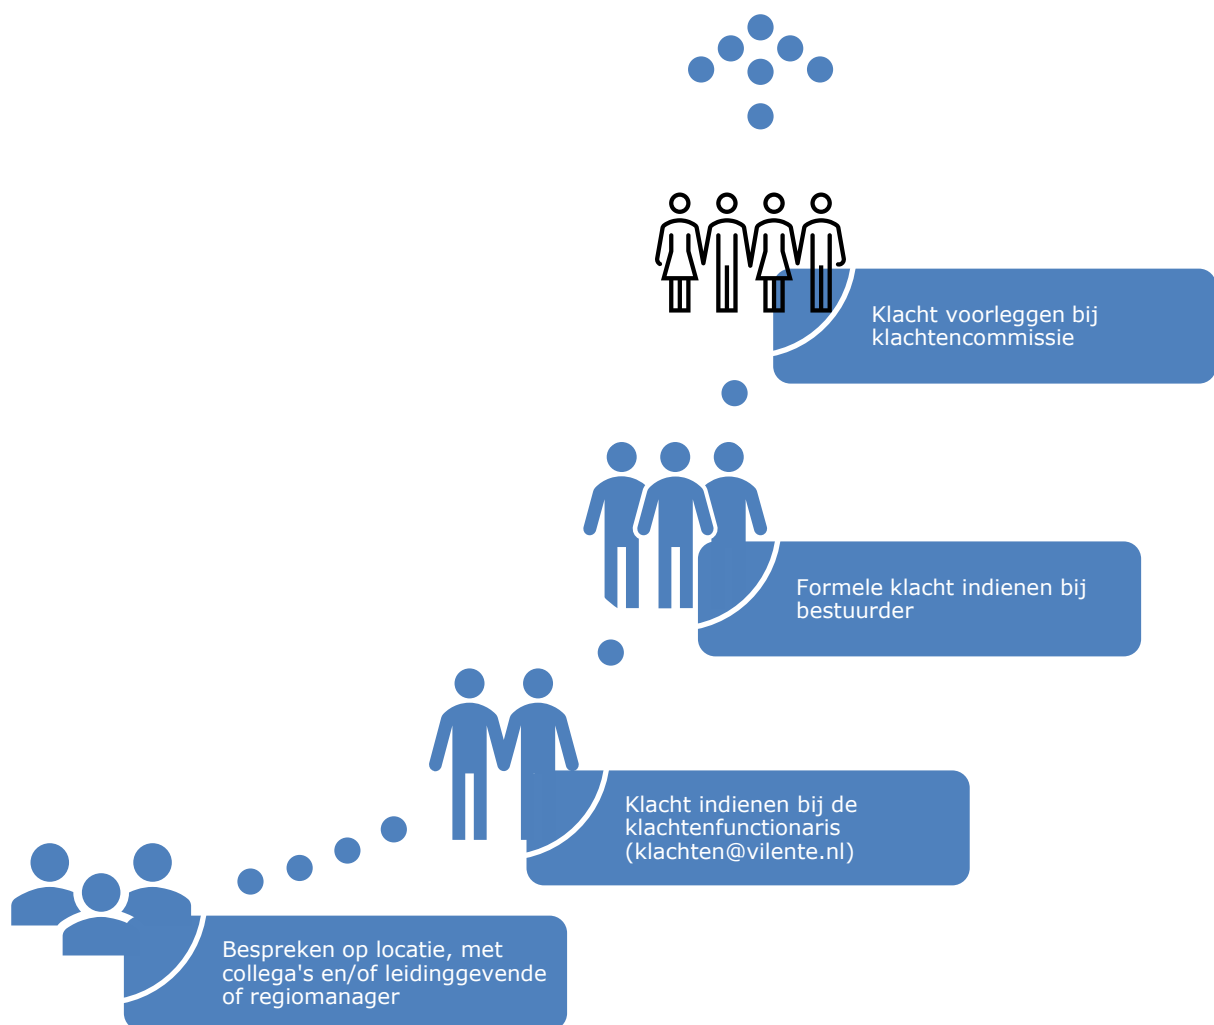 Klacht voorleggen bij
klachtencommissie
Formele klacht indienen bij
bestuurder
Klacht indienen bij de
klachtenfunctionaris
(klachten@vilente.nl)
Bespreken op locatie, met
collega's en/of leidinggevende
of regiomanager